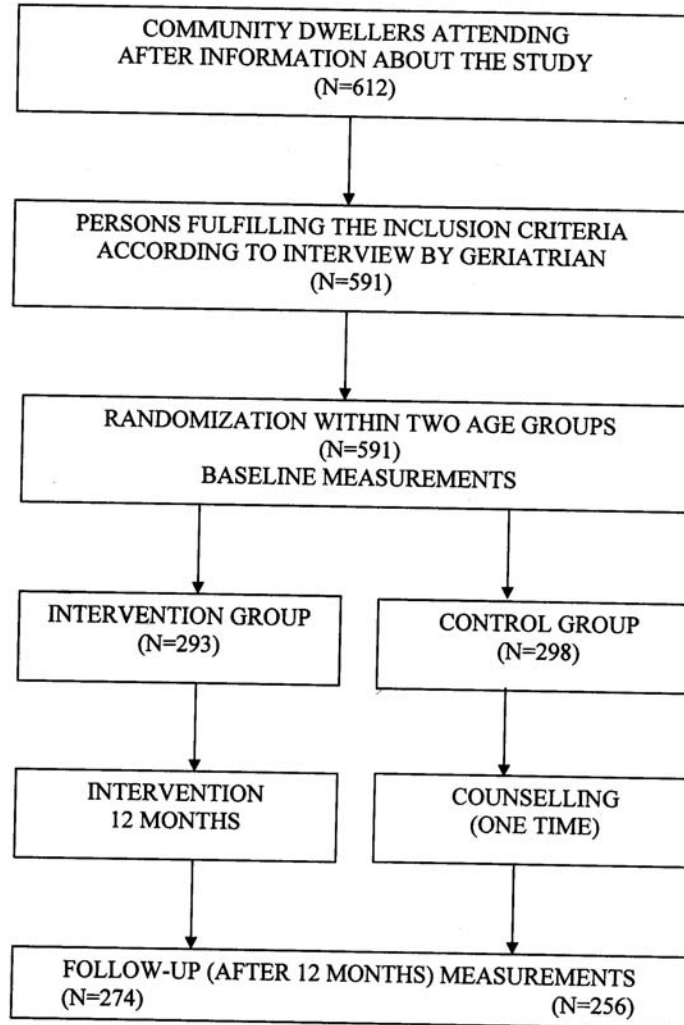 COMMUNITY DWELLERS ATTENDING
AFTER INFORMATION ABOUT THE STUDY
(N=612)
PERSONS FULFILLING THE INCLUSION CRITERIA
ACCORDING TO INTERVIEW BY GERIATRIAN
(N=591)
RANDOMIZATION WITHIN TWO AGE GROUPS
(N=591)
BASELINE MEASUREMENTS
INTERVENTION GROUP
(N=293)
CONTROL GROUP
(N=298)
INTERVENTION
12 MONTHS
COUNSELLING
(ONE TIME)
FOLLOW-UP (AFTER 12 MONTHS) MEASUREMENTS
(N=274) (N=256)